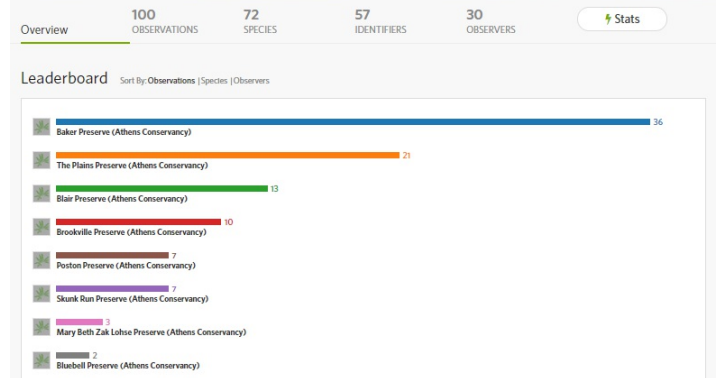 Overview
100
OBSERVATIONS
72
SPECIES
57
IDENTIFIERS
30
OBSERVERS
Stats
Leaderboard Sort By: Observations | Species | Observers
36
Baker Preserve (Athens Conservancy)
21
The Plains Preserve (Athens Conservancy)
13
Blair Preserve (Athens Conservancy)
10
Brookville Preserve (Athens Conservancy)
7
Poston Preserve (Athens Conservancy)
7
Skunk Run Preserve (Athens Conservancy)
3
Mary Beth Zak Lohse Preserve (Athens Conservancy)
2
Bluebell Preserve (Athens Conservancy)